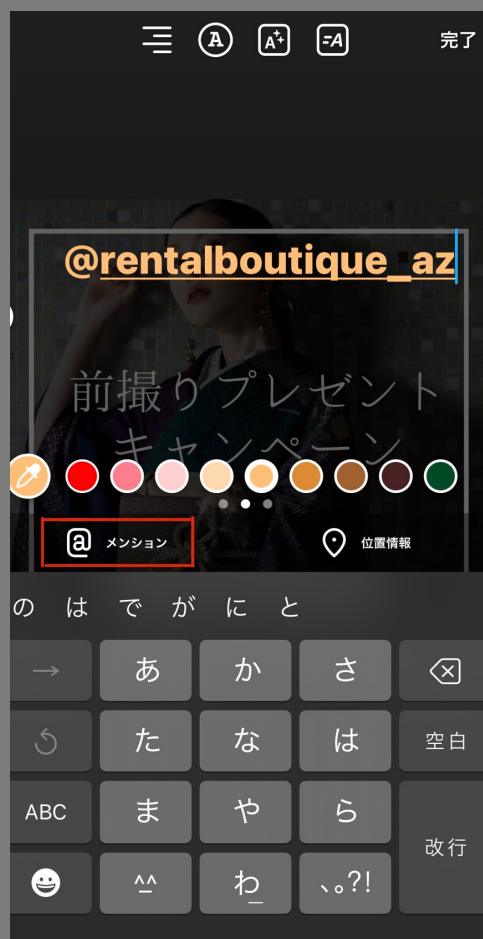 A A =A 完了
@rentalboutique_az
前撮りプレゼント
キャンペーン
@ メンション 位置情報
の は で が に と
→ あ か さ
た な は 空白
ABC ま や ら 改行
^^ わ_ 、。?!